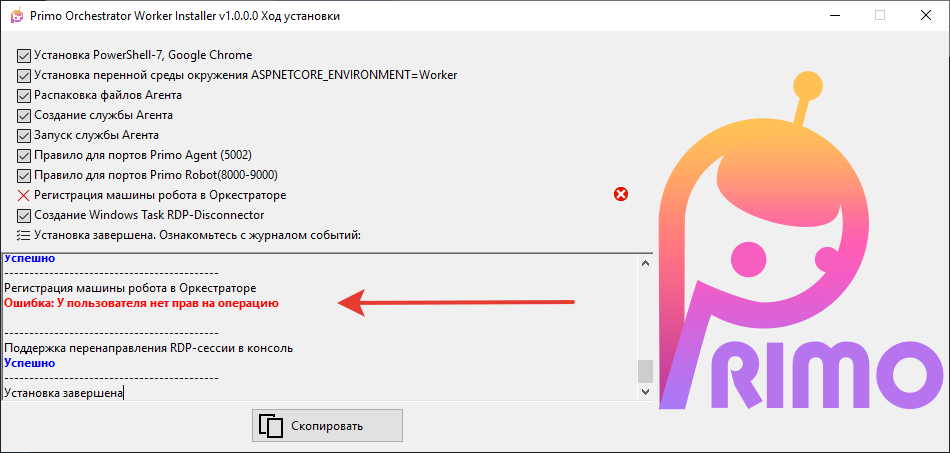 Primo Orchestrator Worker Installer v1.0.0.0 Ход установки
Установка PowerShell-7, Google Chrome
Установка перенной среды окружения ASPNETCORE_ENVIRONMENT=Worker
Распаковка файлов Агента
Создание службы Агента
Запуск службы Агента
Правило для портов Primo Agent (5002)
Правило для портов Primo Robot(8000-9000)
Регистрация машины робота в Оркестраторе
Создание Windows Task RDP-Disconnector
Установка завершена. Ознакомьтесь с журналом событий:
Успешно
----------------------------------------
Регистрация машины робота в Оркестраторе
Ошибка: У пользователя нет прав на операцию
----------------------------------------
Поддержка перенаправления RDP-сессии в консоль
Успешно
----------------------------------------
Установка завершена
Скопировать
PRIMO